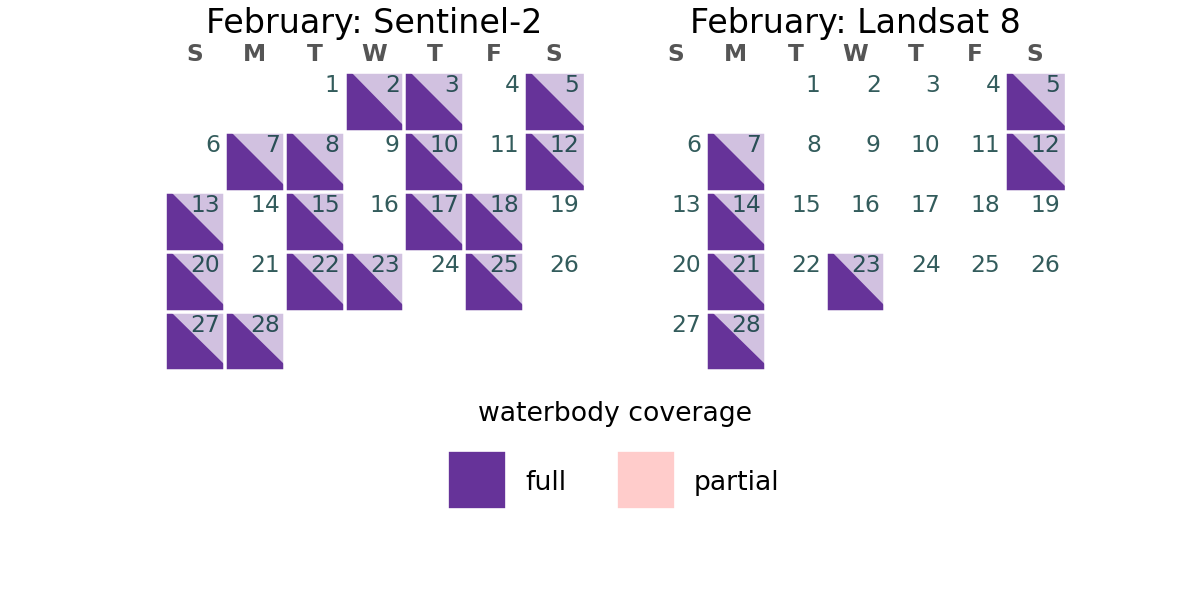 February: Sentinel-2
S M T W T F S
1 2 3 4 5
6 7 8 9 10 11 12
13 14 15 16 17 18 19
20 21 22 23 24 25 26
27 28
February: Landsat 8
S M T W T F S
1 2 3 4 5
6 7 8 9 10 11 12
13 14 15 16 17 18 19
20 21 22 23 24 25 26
27 28
waterbody coverage
full partial